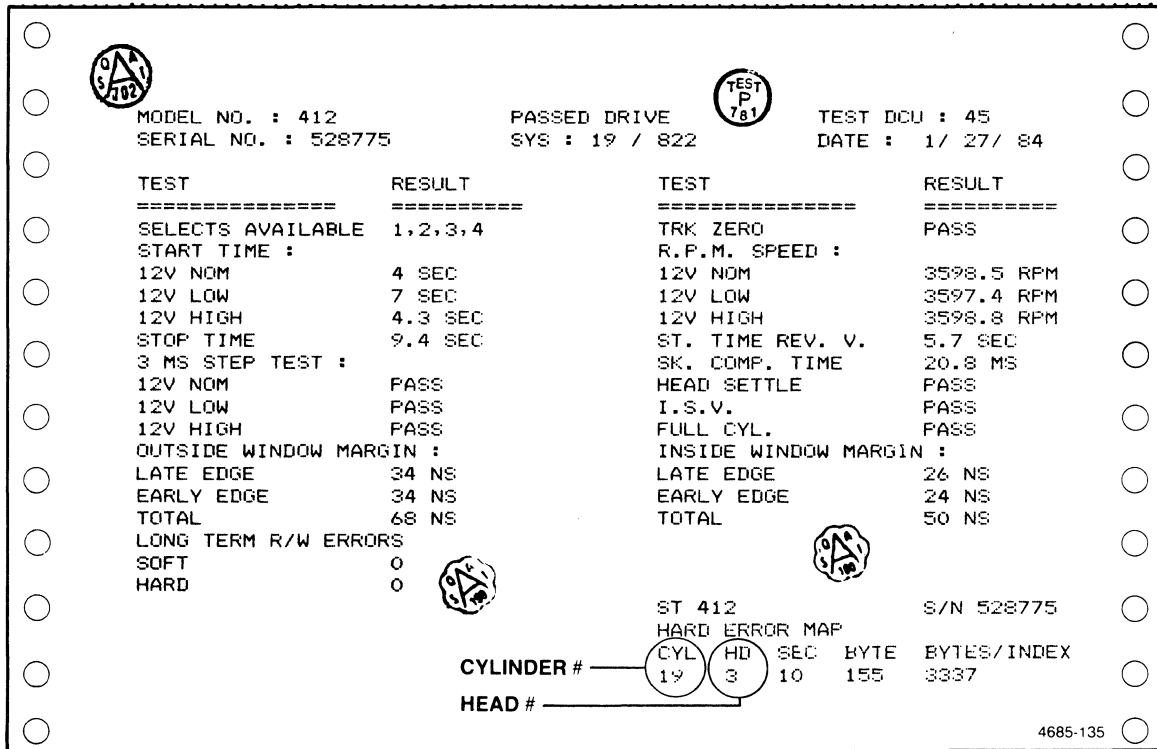 Q A I
S A
702
TEST
P
781
MODEL NO. : 412 PASSED DRIVE TEST DCU : 45
SERIAL NO. : 528775 SYS : 19 / 822 DATE : 1/ 27/ 84
TEST RESULT TEST RESULT
=============== ========== =============== ==========
SELECTS AVAILABLE 1,2,3,4 TRK ZERO PASS
START TIME : R.P.M. SPEED :
12V NOM 4 SEC 12V NOM 3598.5 RPM
12V LOW 7 SEC 12V LOW 3597.4 RPM
12V HIGH 4.3 SEC 12V HIGH 3598.8 RPM
STOP TIME 9.4 SEC ST. TIME REV. V. 5.7 SEC
3 MS STEP TEST : SK. COMP. TIME 20.8 MS
12V NOM PASS HEAD SETTLE PASS
12V LOW PASS I.S.V. PASS
12V HIGH PASS FULL CYL. PASS
OUTSIDE WINDOW MARGIN : INSIDE WINDOW MARGIN :
LATE EDGE 34 NS LATE EDGE 26 NS
EARLY EDGE 34 NS EARLY EDGE 24 NS
TOTAL 68 NS TOTAL 50 NS
LONG TERM R/W ERRORS
SOFT 0
HARD 0
ST 412 S/N 528775
HARD ERROR MAP
CYL HD SEC BYTE BYTES/INDEX
CYLINDER # 19 3 10 155 3337
HEAD #
4685-135